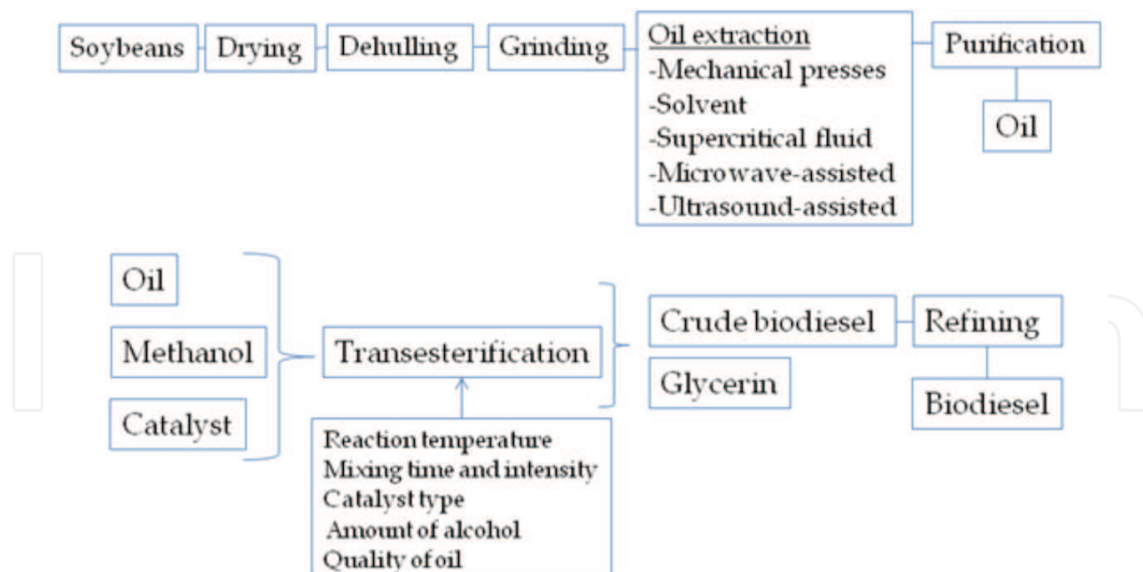 Soybeans
Drying
Dehulling
Grinding
Oil extraction
-Mechanical presses
-Solvent
-Supercritical fluid
-Microwave-assisted
-Ultrasound-assisted
Purification
Oil
Oil
Methanol
Catalyst
Transesterification
Reaction temperature
Mixing time and intensity
Catalyst type
Amount of alcohol
Quality of oil
Crude biodiesel
Glycerin
Refining
Biodiesel